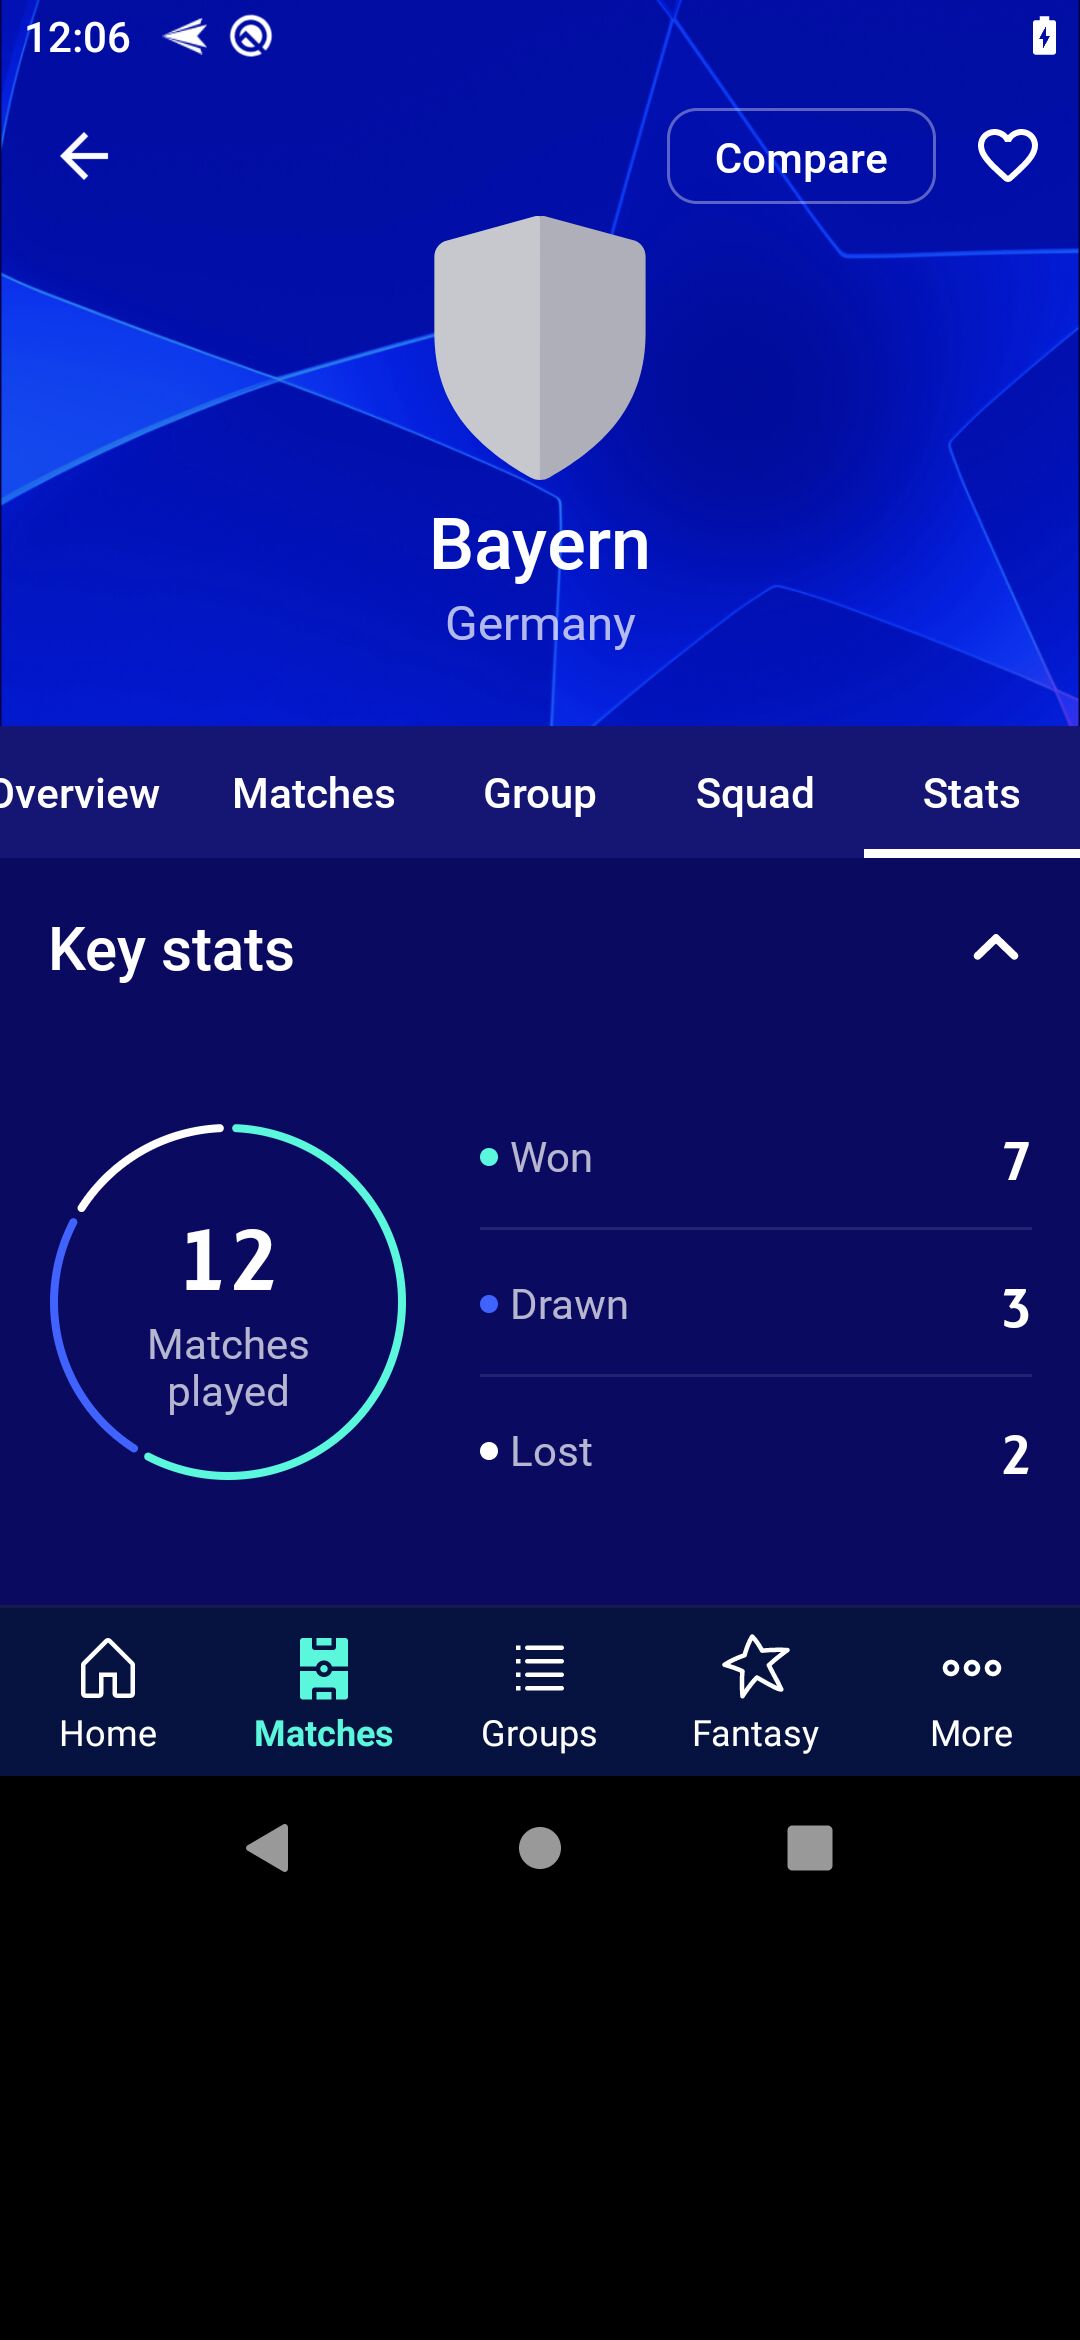 12:06
Compare
Bayern
Germany
Overview Matches Group Squad Stats
Key stats
12
Matches
played
Won 7
Drawn 3
Lost 2
Home Matches Groups Fantasy More